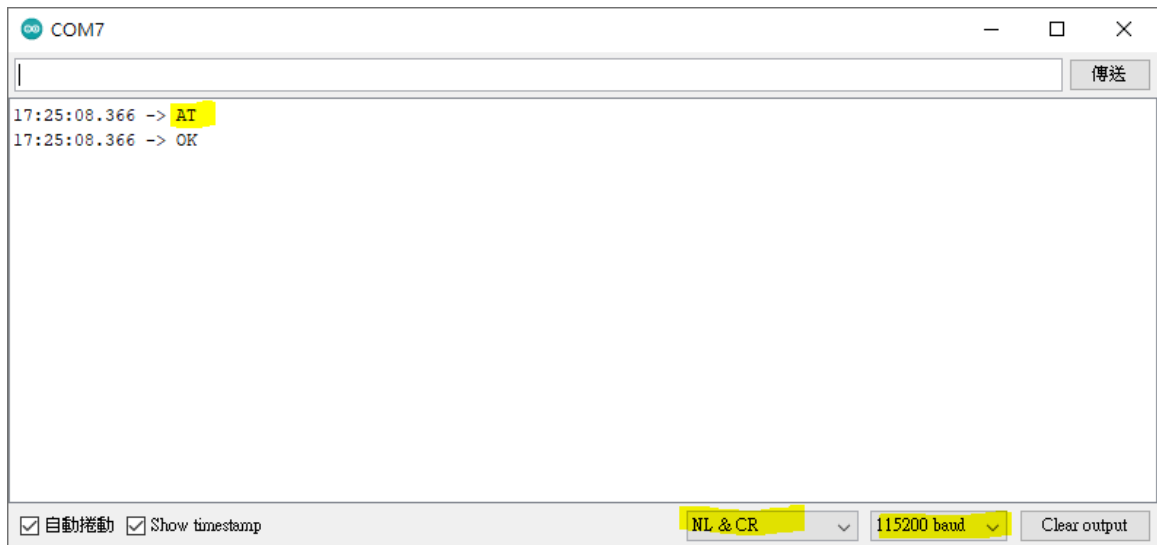 COM7
傳送
17:25:08.366 -> AT
17:25:08.366 -> OK
自動捲動 Show timestamp NL & CR 115200 baud Clear output